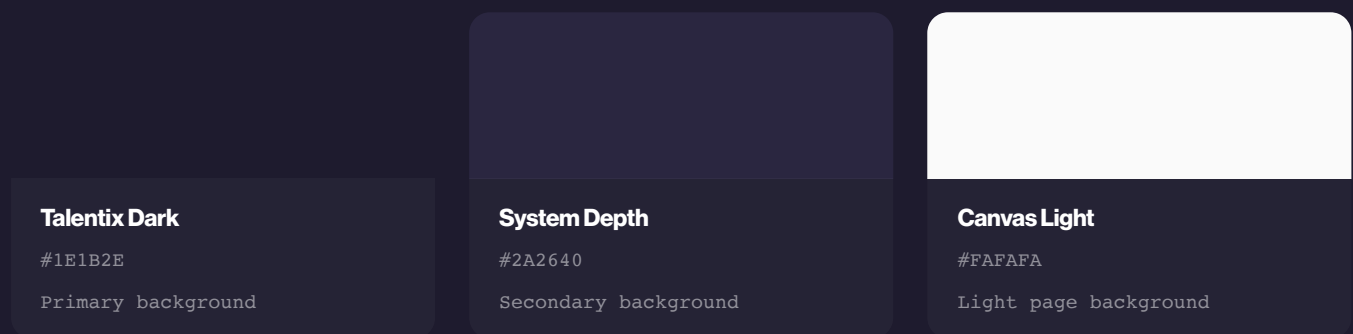 Talentix Dark
#1E1B2E
Primary background
System Depth
#2A2640
Secondary background
Canvas Light
#FAFAFA
Light page background